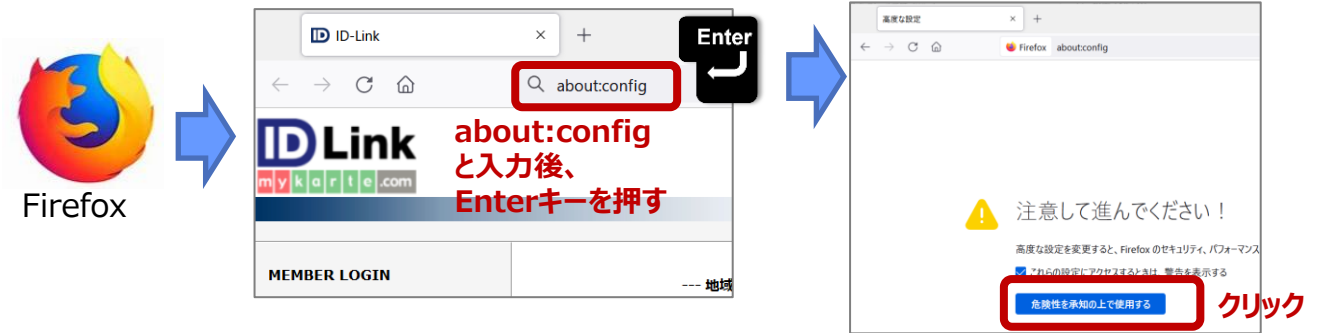 Firefox
ID-Link
about:config
Enter
IDLink
mykarte.com
about:config
と入力後、
Enterキーを押す
MEMBER LOGIN
--- 地域
高度な設定
Firefox about:config
注意して進んでください！
高度な設定を変更すると、Firefox のセキュリティ、パフォーマンス
これらの設定にアクセスするときは、警告を表示する
危険性を承知の上で使用する
クリック